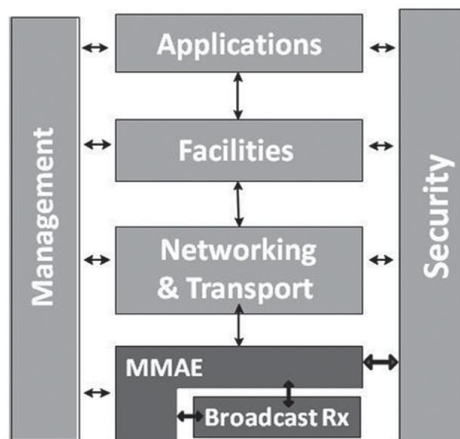 Applications
Facilities
Networking
& Transport
MMAE
Broadcast Rx
Management
Security